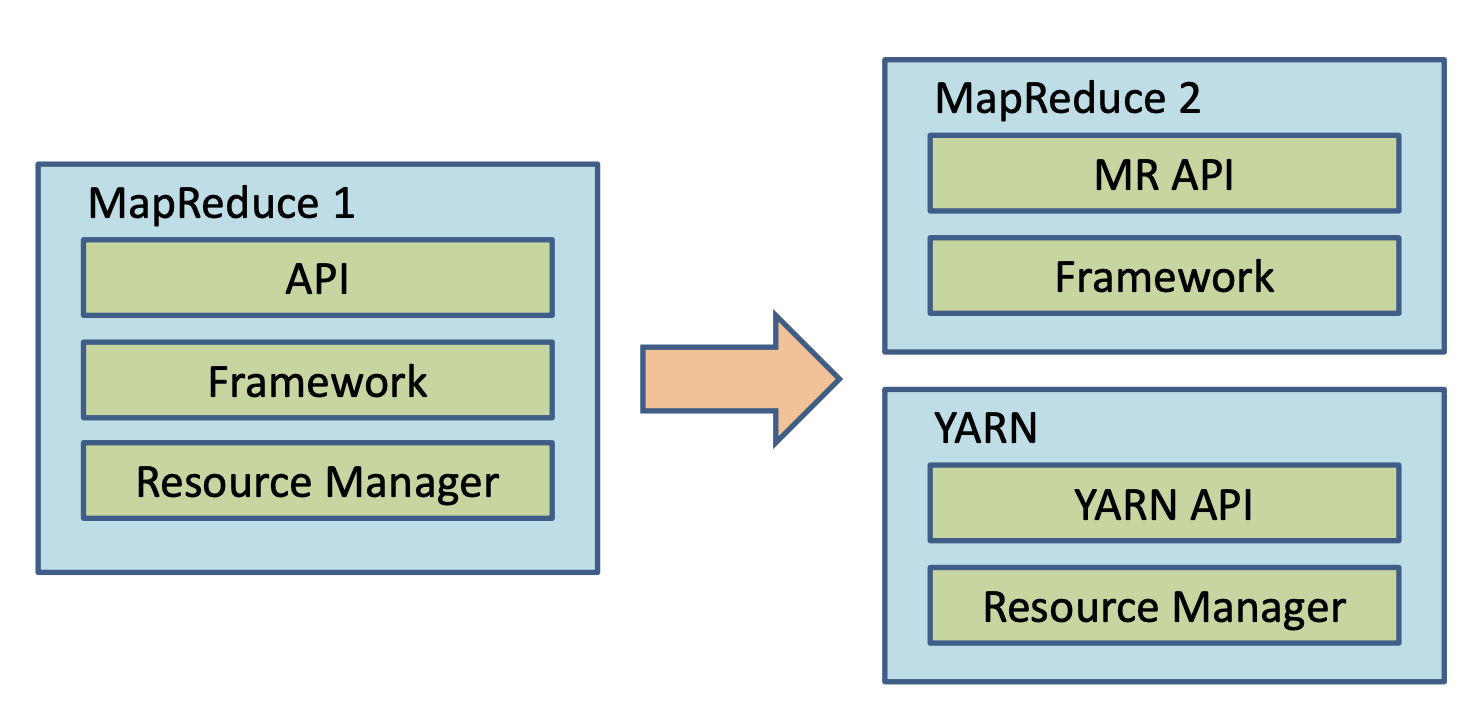 MapReduce 1
API
Framework
Resource Manager
MapReduce 2
MR API
Framework
YARN
YARN API
Resource Manager